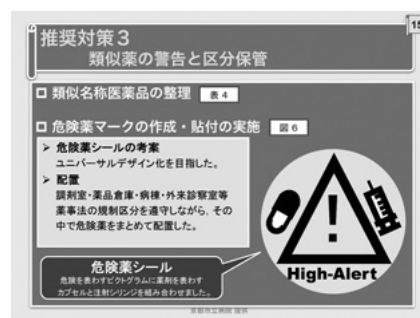 15
推奨対策3
類似薬の警告と区分保管
類似名称医薬品の整理 表4
危険薬マークの作成・貼付の実施 図6
危険薬シールの考案
ユニバーサルデザイン化を目指した。
配置
調剤室・薬品倉庫・病棟・外来診察室等
薬事法の規制区分を遵守しながら，その
中で危険薬をまとめて配置した。
危険薬シール
危険を表わすピクトグラムに薬剤を表わす
カプセルと注射シリンジを組み合わせました。
High-Alert
京都市立病院 提供